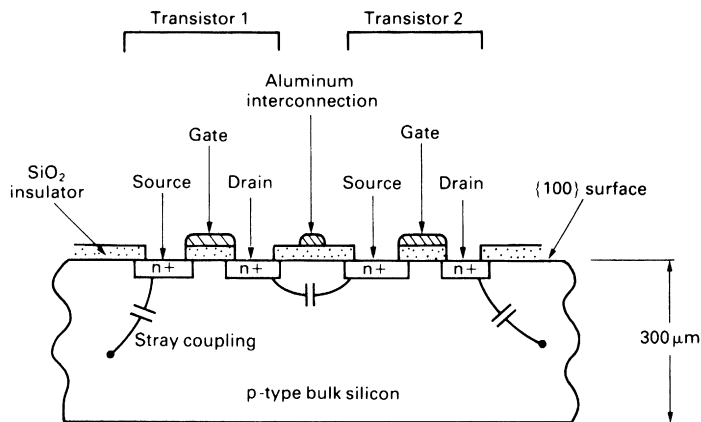 Transistor 1
Transistor 2
Aluminum
interconnection
Gate
Gate
SiO₂
insulator
Source
Drain
Source
Drain
{100} surface
n+
n+
n+
n+
Stray coupling
300 μm
p-type bulk silicon